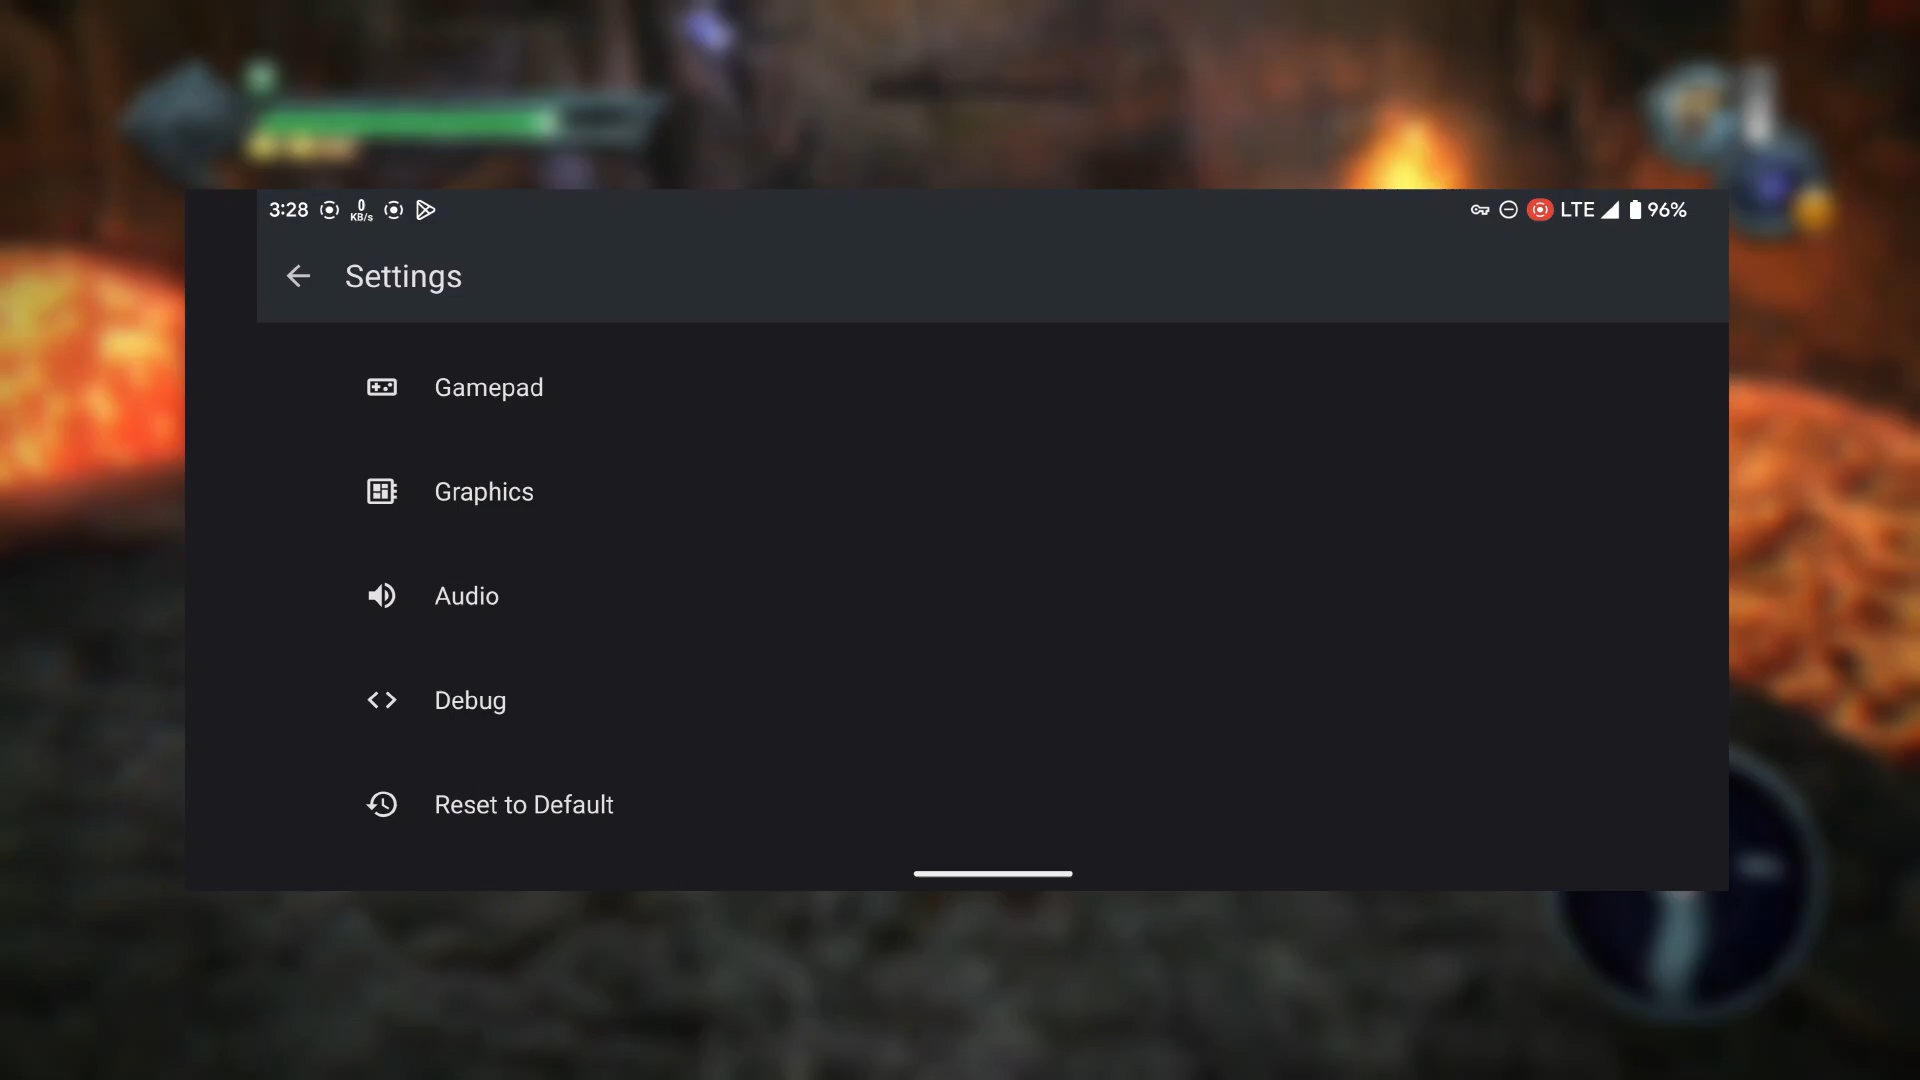 3:28 0 KB/s LTE 96%
Settings
Gamepad
Graphics
Audio
Debug
Reset to Default